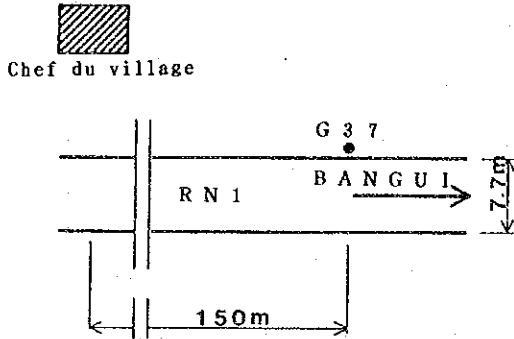 Chef du village
G37
BANGUI
RN1
7.7m
150m